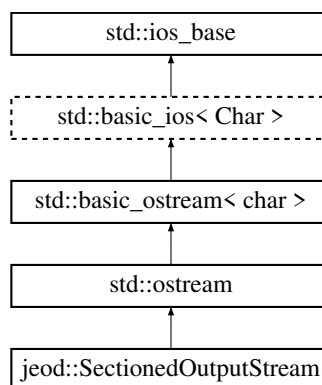 std::ios_base
std::basic_ios< Char >
std::basic_ostream< char >
std::ostream
jeod::SectionedOutputStream